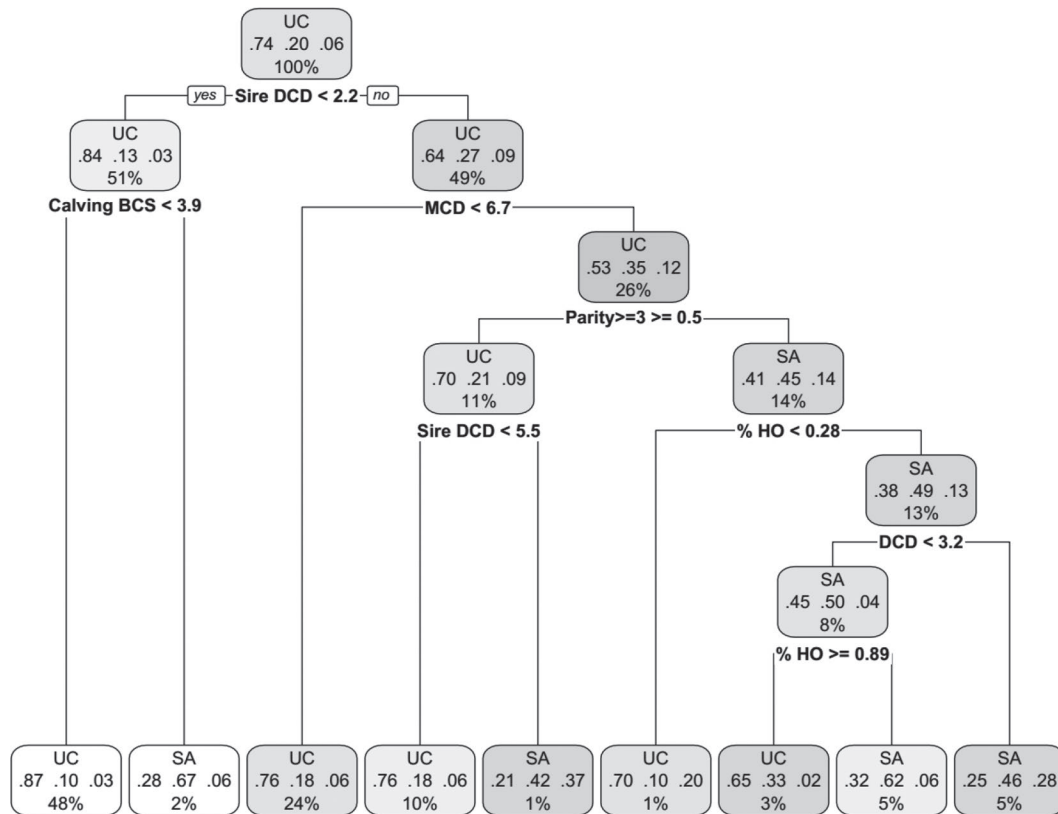 UC
.74 .20 .06
100%
yes Sire DCD < 2.2 no
UC
.84 .13 .03
51%
Calving BCS < 3.9
UC
.64 .27 .09
49%
MCD < 6.7
UC
.53 .35 .12
26%
Parity>=3 >= 0.5
UC
.70 .21 .09
11%
Sire DCD < 5.5
SA
.41 .45 .14
14%
% HO < 0.28
SA
.38 .49 .13
13%
DCD < 3.2
SA
.45 .50 .04
8%
% HO >= 0.89
UC
.87 .10 .03
48%
SA
.28 .67 .06
2%
UC
.76 .18 .06
24%
UC
.76 .18 .06
10%
SA
.21 .42 .37
1%
UC
.70 .10 .20
1%
UC
.65 .33 .02
3%
SA
.32 .62 .06
5%
SA
.25 .46 .28
5%